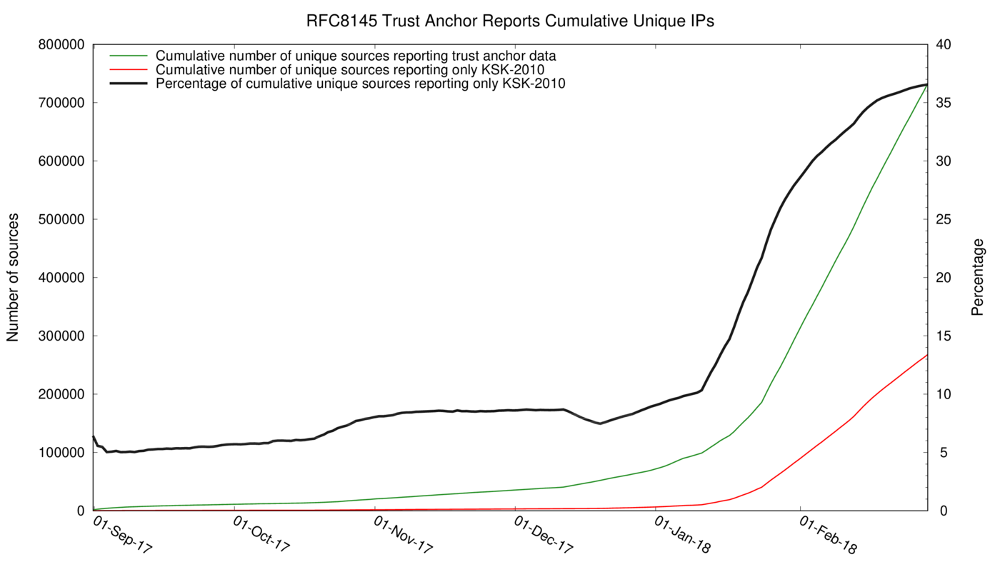 RFC8145 Trust Anchor Reports Cumulative Unique IPs
Cumulative number of unique sources reporting trust anchor data
Cumulative number of unique sources reporting only KSK-2010
Percentage of cumulative unique sources reporting only KSK-2010
Number of sources
800000
700000
600000
500000
400000
300000
200000
100000
0
40
35
30
25
20
15
10
5
0
Percentage
01-Sep-17
01-Oct-17
01-Nov-17
01-Dec-17
01-Jan-18
01-Feb-18